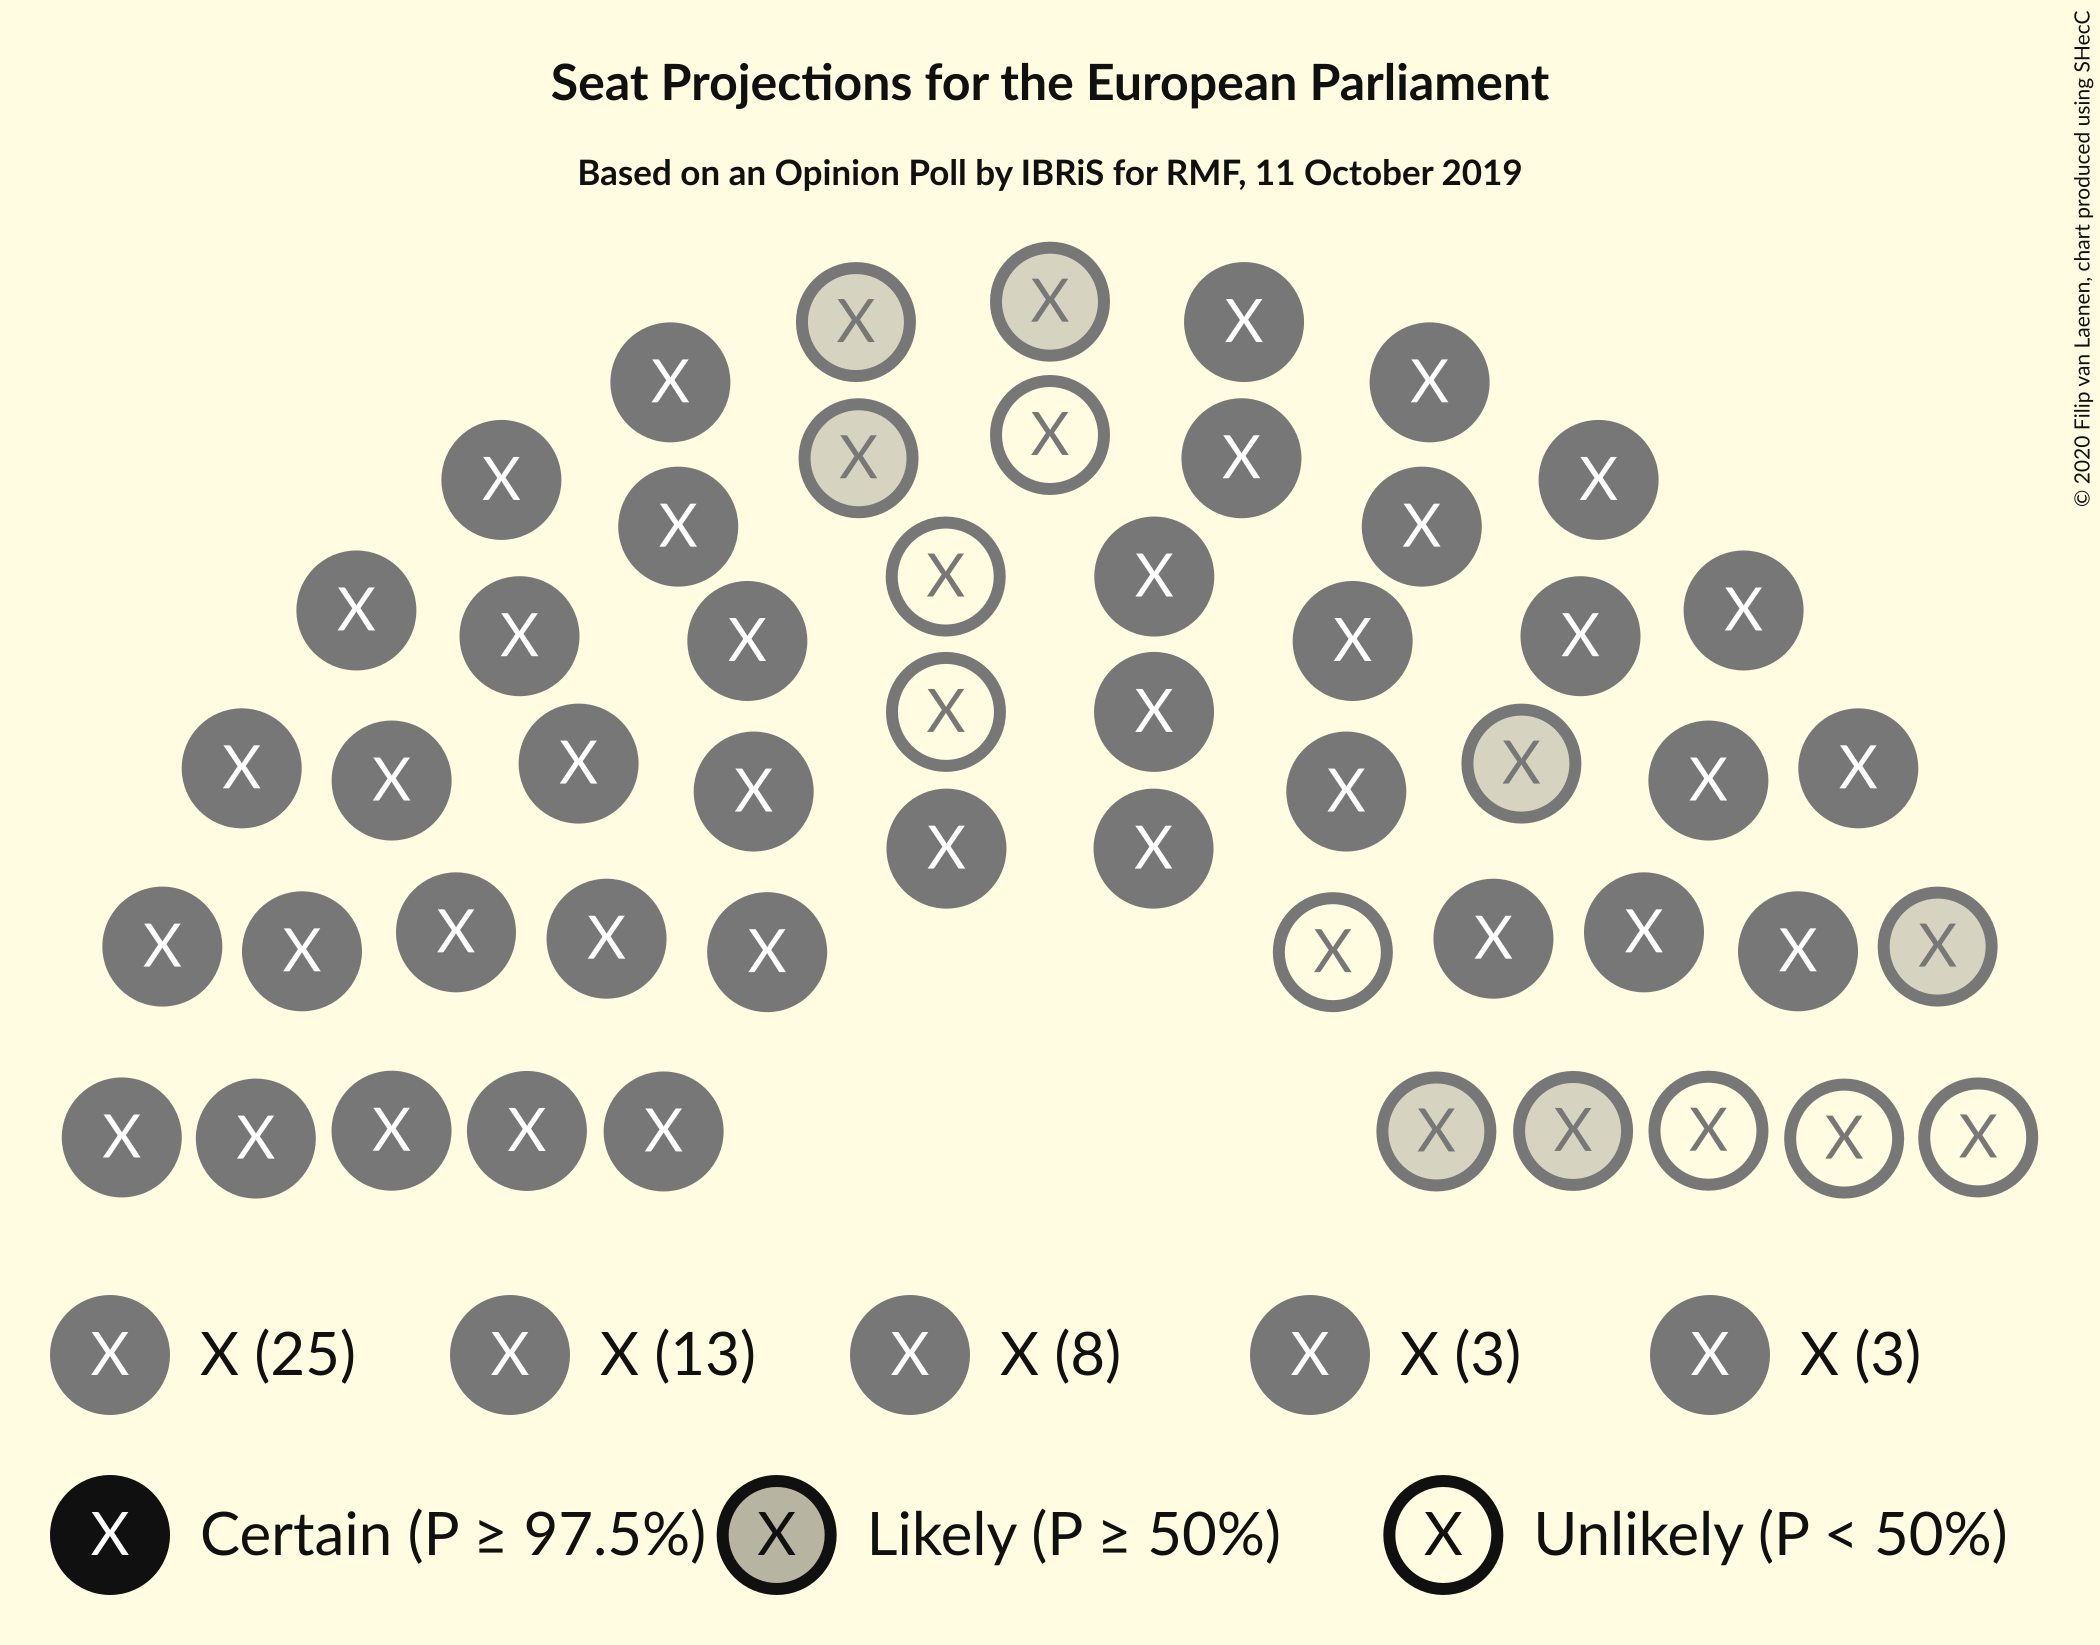 Seat Projections for the European Parliament
Based on an Opinion Poll by IBRiS for RMF, 11 October 2019
© 2020 Filip van Laenen, chart produced using SHecC
X X X X X
X X X X
X X X X X X
X X X X X X
X X X X
X X X X X X X X
X X
X X X X X X X X X X
X X X X X X X X X X
X X (25) X X (13) X X (8) X X (3) X X (3)
X Certain (P ≥ 97.5%) X Likely (P ≥ 50%) X Unlikely (P < 50%)